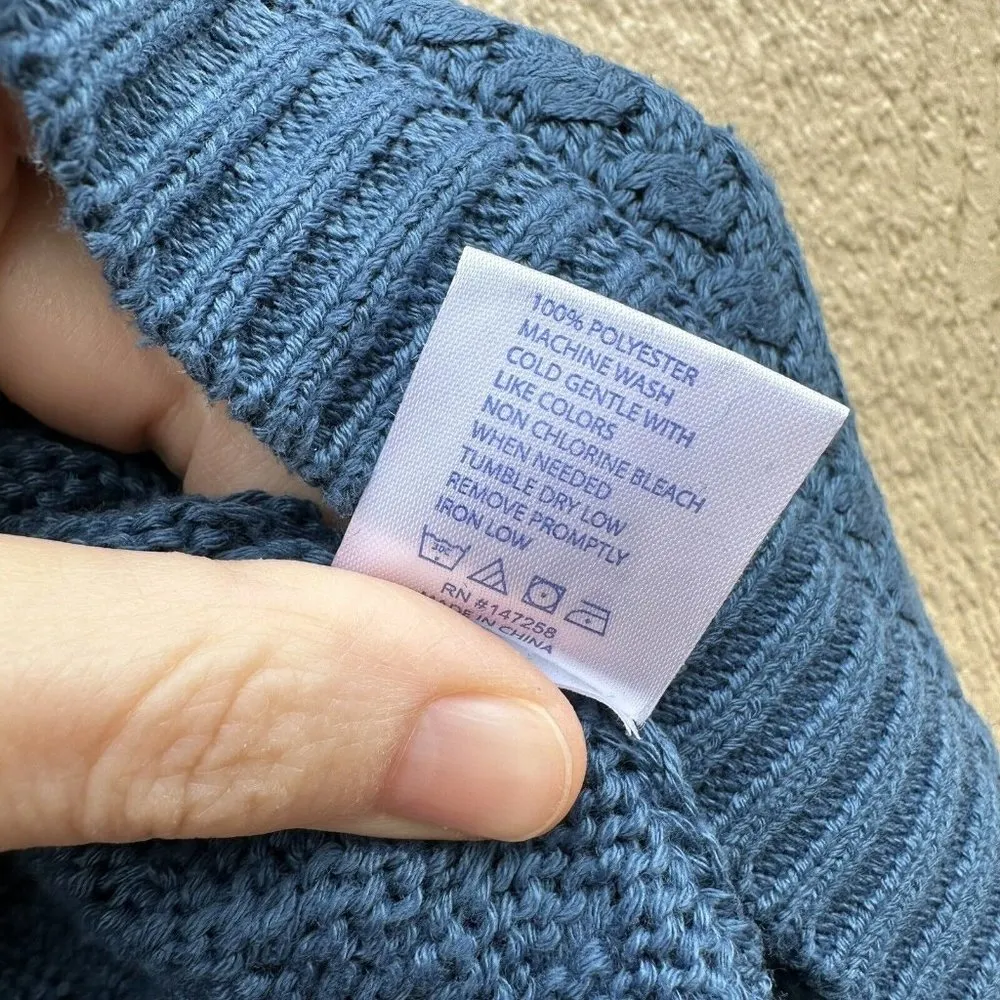 100% POLYESTER
MACHINE WASH
COLD GENTLE WITH
LIKE COLORS
NON CHLORINE BLEACH
WHEN NEEDED
TUMBLE DRY LOW
REMOVE PROMPTLY
IRON LOW
RN #147258
MADE IN CHINA